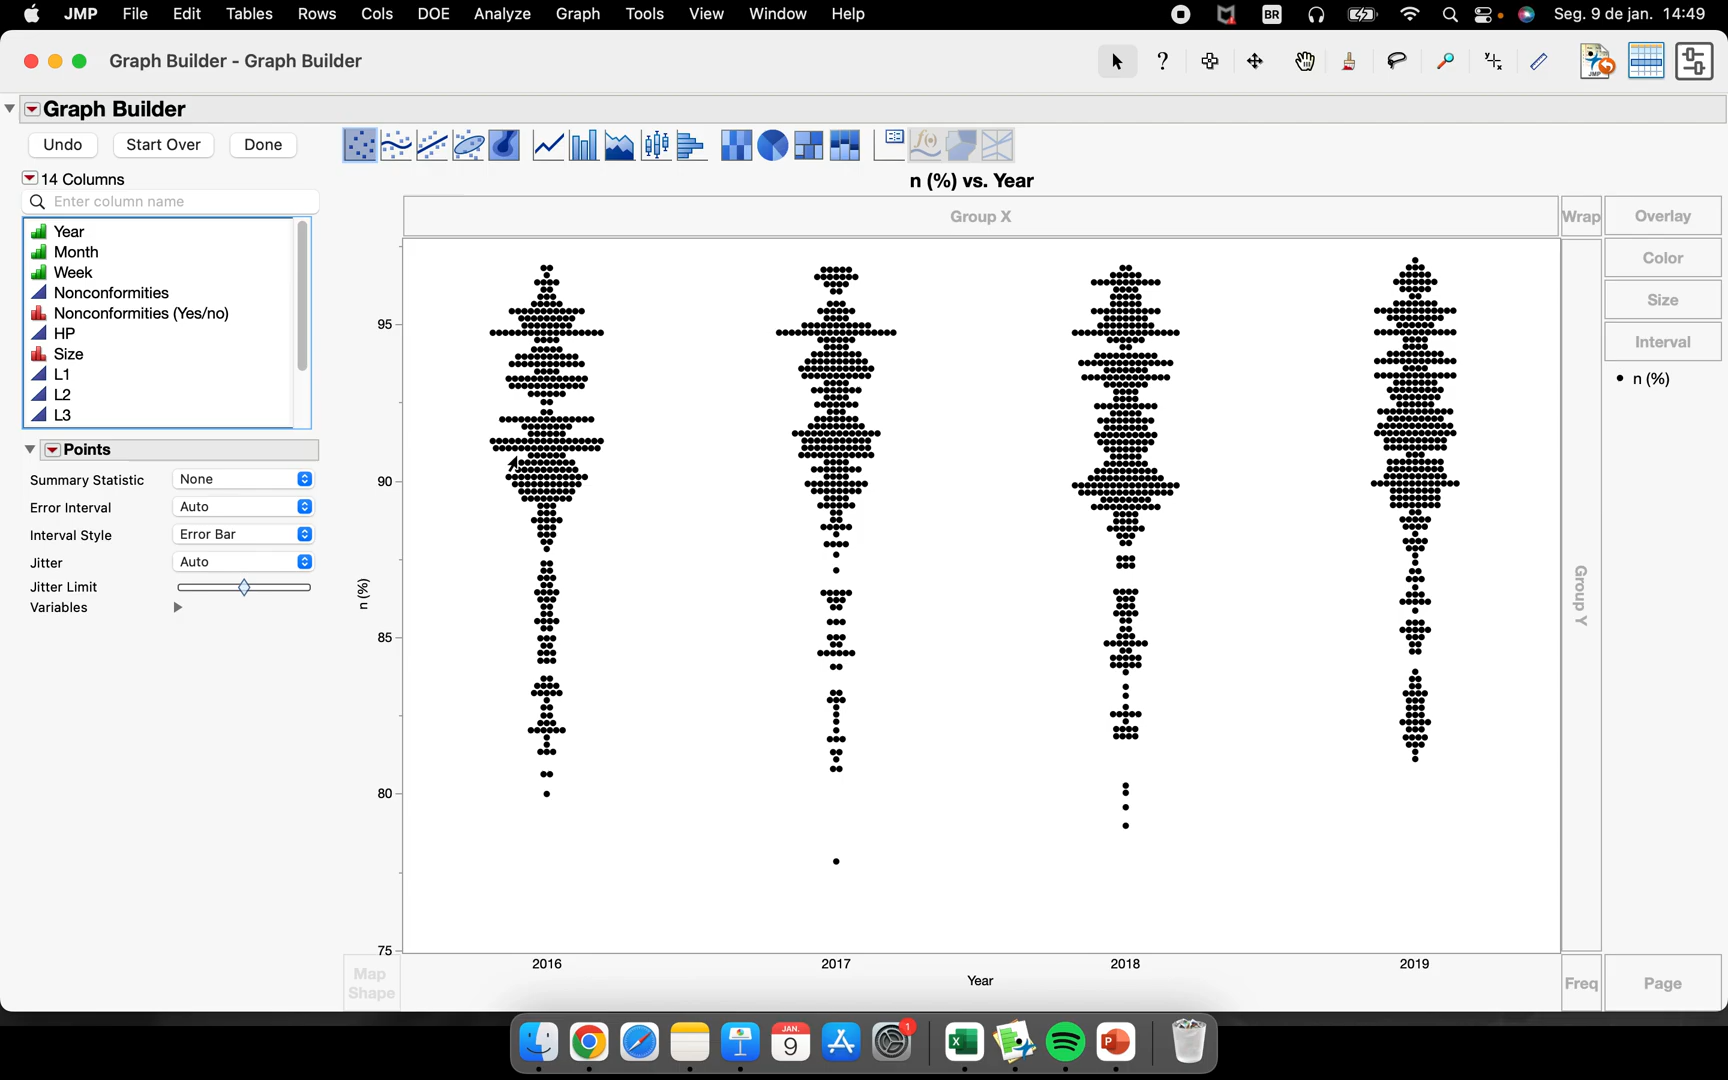 JMP File Edit Tables Rows Cols DOE Analyze Graph Tools View Window Help BR Seg. 9 de jan. 14:49
Graph Builder - Graph Builder
JMP
Graph Builder
Undo Start Over Done
14 Columns
Enter column name
Year
Month
Week
Nonconformities
Nonconformities (Yes/no)
HP
Size
L1
L2
L3
Points
Summary Statistic None
Error Interval Auto
Interval Style Error Bar
Jitter Auto
Jitter Limit
Variables
n (%) vs. Year
Group X
Wrap
Overlay
Color
Size
Interval
n (%)
95
90
85
80
75
n (%)
Group Y
2016 2017 2018 2019
Year
Map
Shape
Freq
Page
JAN.
9
1